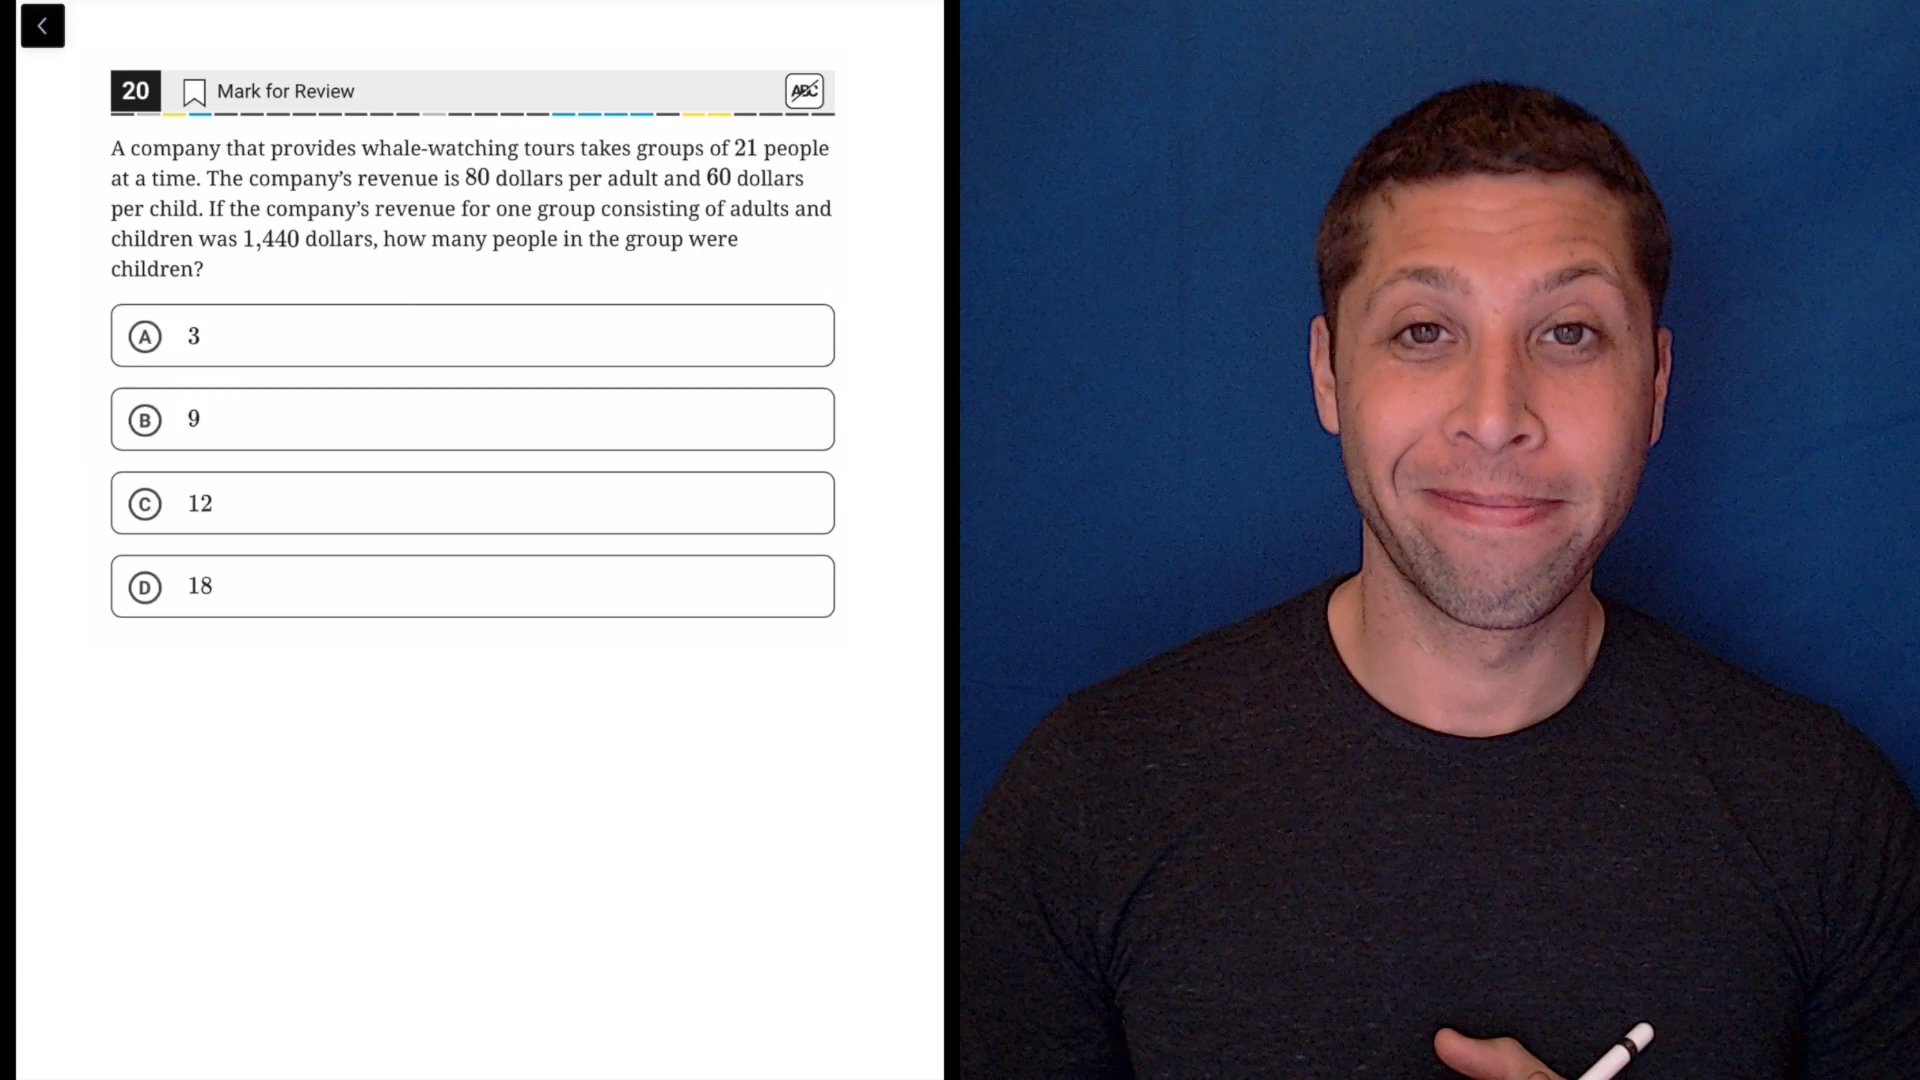 20 Mark for Review ABC
A company that provides whale-watching tours takes groups of 21 people
at a time. The company’s revenue is 80 dollars per adult and 60 dollars
per child. If the company’s revenue for one group consisting of adults and
children was 1,440 dollars, how many people in the group were
children?
A 3
B 9
C 12
D 18